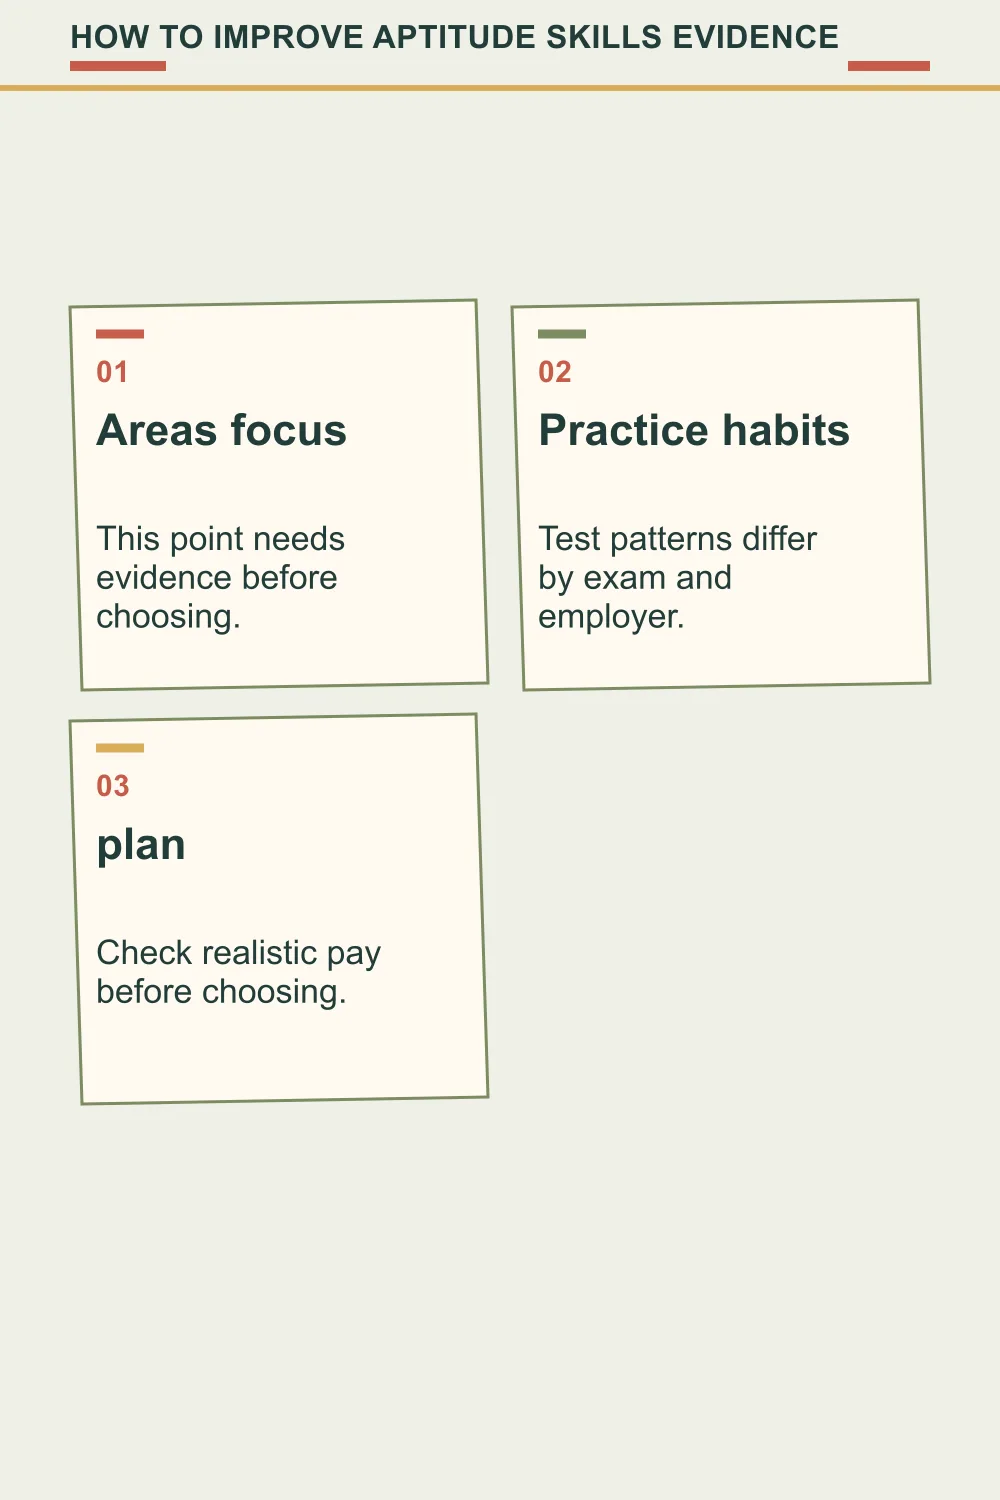 HOW TO IMPROVE APTITUDE SKILLS EVIDENCE
01
Areas focus
This point needs
evidence before
choosing.
02
Practice habits
Test patterns differ
by exam and
employer.
03
plan
Check realistic pay
before choosing.